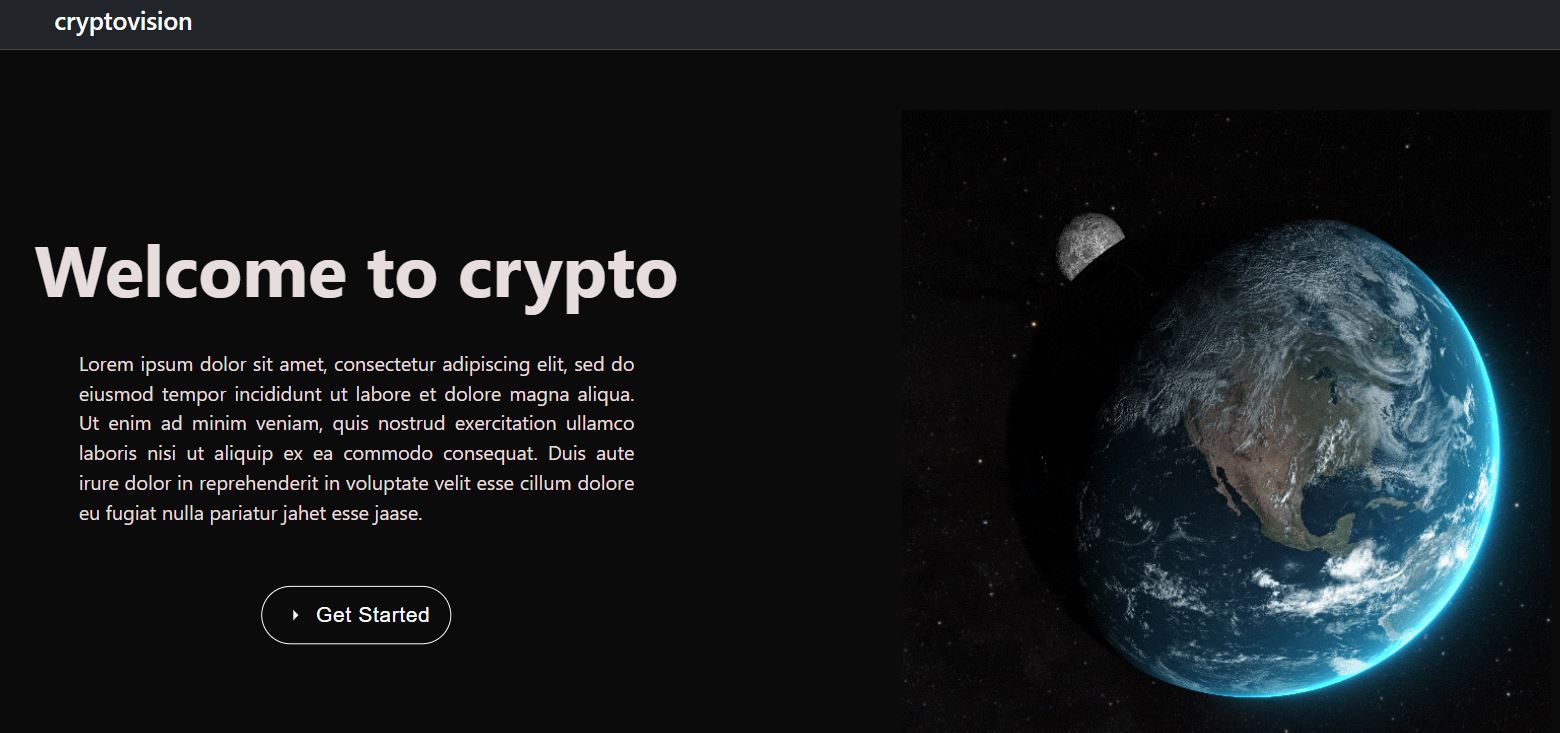 cryptovision
Welcome to crypto
Lorem ipsum dolor sit amet, consectetur adipiscing elit, sed do
eiusmod tempor incididunt ut labore et dolore magna aliqua.
Ut enim ad minim veniam, quis nostrud exercitation ullamco
laboris nisi ut aliquip ex ea commodo consequat. Duis aute
irure dolor in reprehenderit in voluptate velit esse cillum dolore
eu fugiat nulla pariatur jahet esse jaase.
Get Started